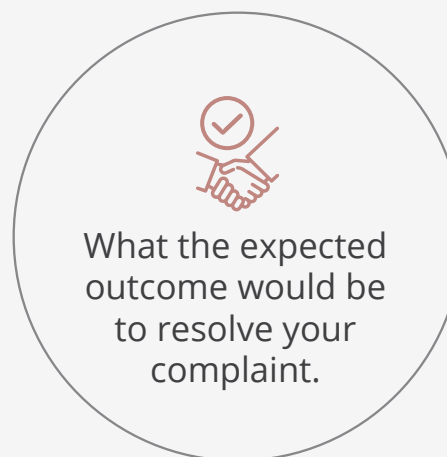 What the expected
outcome would be
to resolve your
complaint.